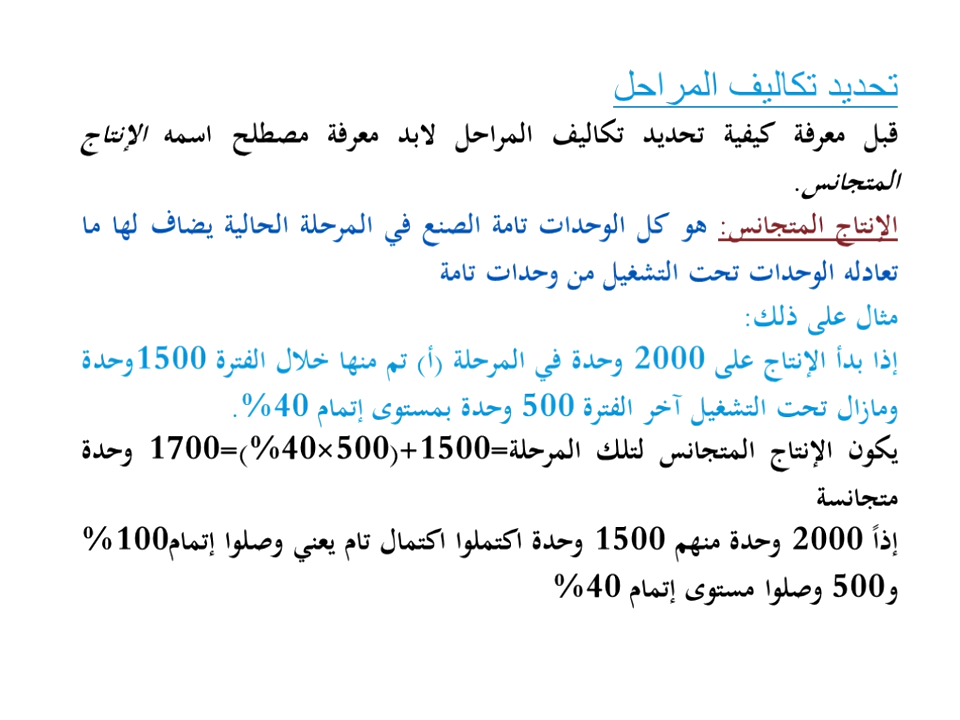 تحديد تكاليف المراحل
قبل معرفة كيفية تحديد تكاليف المراحل لابد معرفة مصطلح اسمه الإنتاج
المتجانس.
الإنتاج المتجانس: هو كل الوحدات تامة الصنع في المرحلة الحالية يضاف لها ما
تعادله الوحدات تحت التشغيل من وحدات تامة
مثال على ذلك:
إذا بدأ الإنتاج على 2000 وحدة في المرحلة (أ) تم منها خلال الفترة 1500وحدة
ومازال تحت التشغيل آخر الفترة 500 وحدة بمستوى إتمام 40%.
يكون الإنتاج المتجانس لتلك المرحلة=1500+(500×40%)=1700 وحدة
متجانسة
إذاً 2000 وحدة منهم 1500 وحدة اكتملوا اكتمال تام يعني وصلوا إتمام100%
و500 وصلوا مستوى إتمام 40%